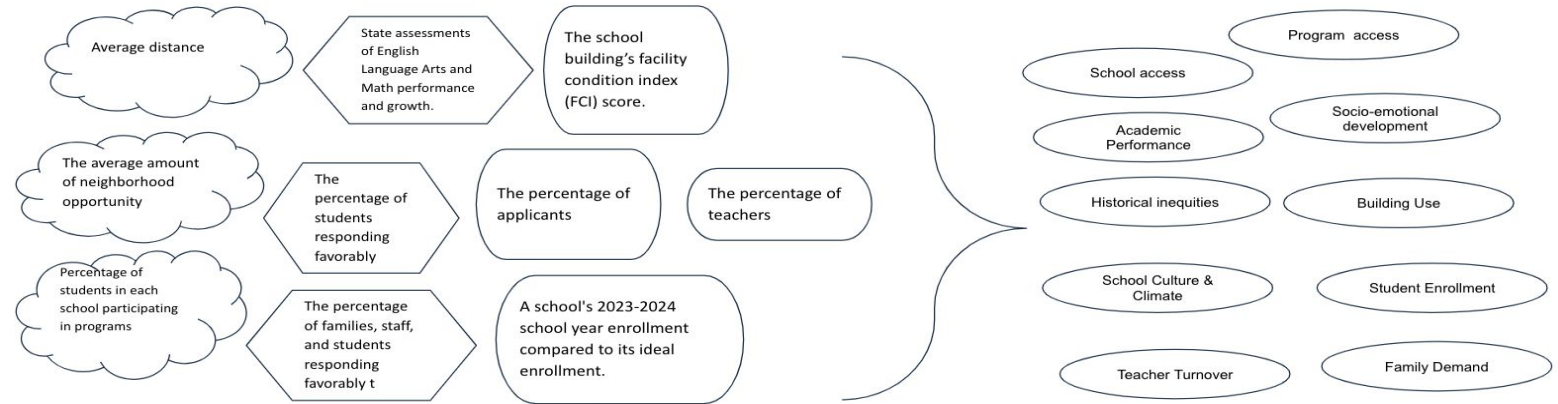 Average distance
State assessments
of English
Language Arts and
Math performance
and growth.
The school
building’s facility
condition index
(FCI) score.
The average amount
of neighborhood
opportunity
The
percentage of
students
responding
favorably
The percentage of
applicants
The percentage of
teachers
Percentage of
students in each
school participating
in programs
The percentage
of families, staff,
and students
responding
favorably t
A school's 2023-2024
school year enrollment
compared to its ideal
enrollment.
Program  access
School access
Socio-emotional
development
Academic
Performance
Historical inequities
Building Use
School Culture &
Climate
Student Enrollment
Teacher Turnover
Family Demand